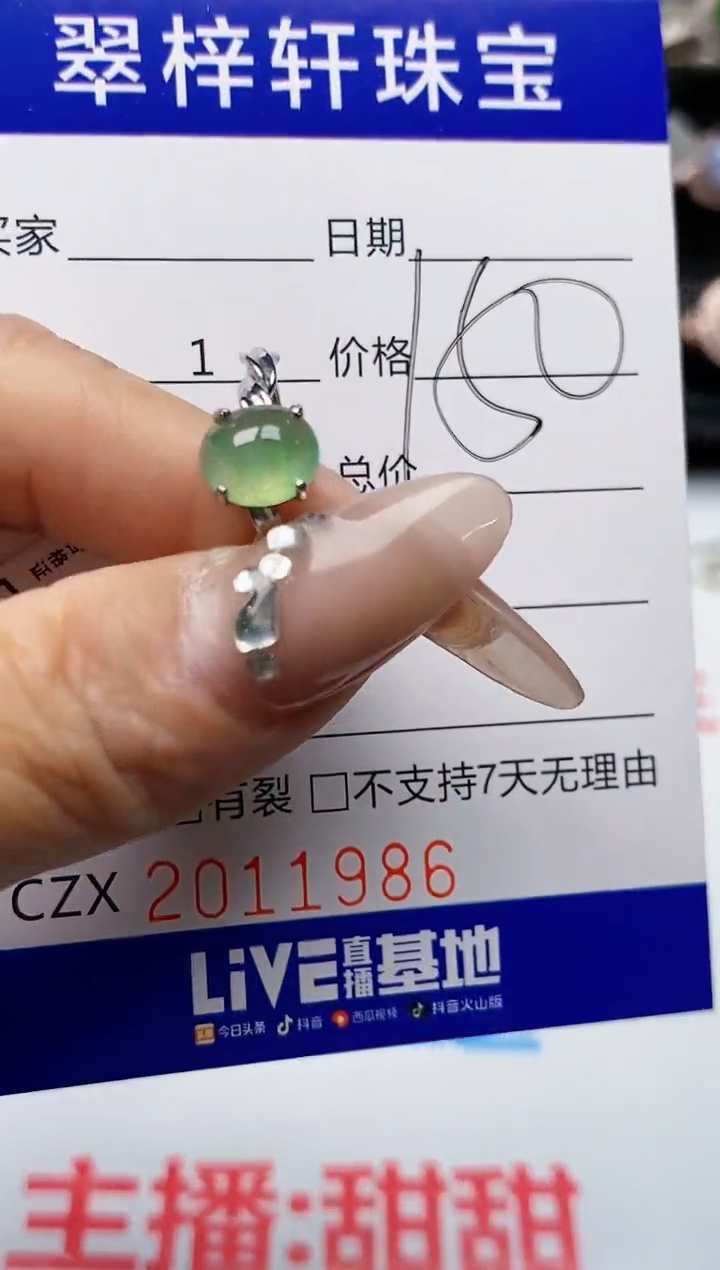 翠梓轩珠宝
买家 日期
1 价格 160
总价
有裂 □不支持7天无理由
CZX 2011986
LiVE直播基地
今日头条 抖音 西瓜视频 抖音火山版
主播:甜甜